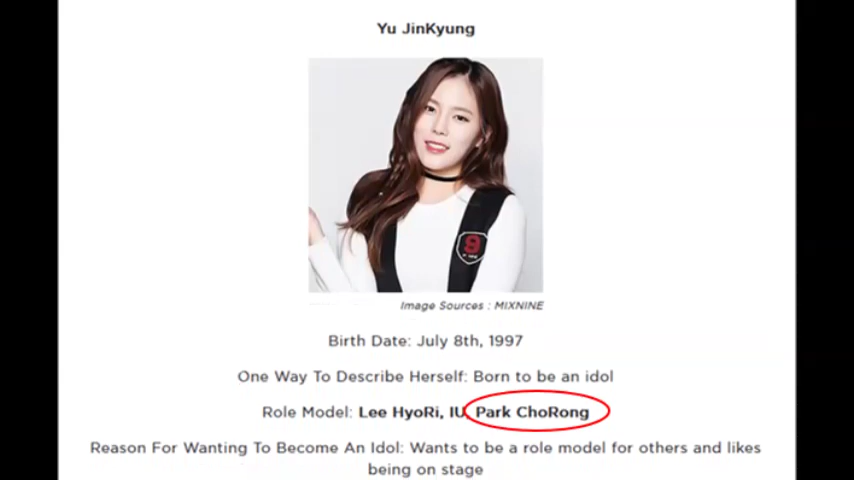 Yu JinKyung
9
Image Sources : MIXNINE
Birth Date: July 8th, 1997
One Way To Describe Herself: Born to be an idol
Role Model: Lee HyoRi, IU, Park ChoRong
Reason For Wanting To Become An Idol: Wants to be a role model for others and likes
being on stage